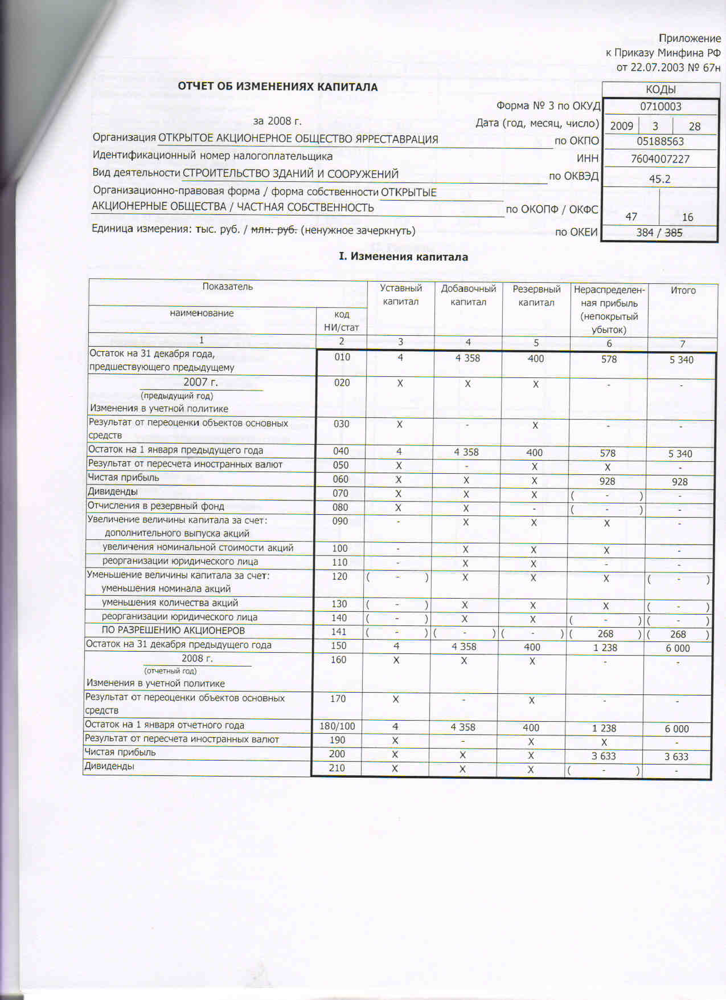 Приложение
к Приказу Минфина РФ
от 22.07.2003 № 67н
ОТЧЕТ ОБ ИЗМЕНЕНИЯХ КАПИТАЛА
КОДЫ
Форма № 3 по ОКУД 0710003
за 2008 г. Дата (год, месяц, число) 2009 3 28
Организация ОТКРЫТОЕ АКЦИОНЕРНОЕ ОБЩЕСТВО ЯРРЕСТАВРАЦИЯ по ОКПО 05188563
Идентификационный номер налогоплательщика ИНН 7604007227
Вид деятельности СТРОИТЕЛЬСТВО ЗДАНИЙ И СООРУЖЕНИЙ по ОКВЭД 45.2
Организационно-правовая форма / форма собственности ОТКРЫТЫЕ
АКЦИОНЕРНЫЕ ОБЩЕСТВА / ЧАСТНАЯ СОБСТВЕННОСТЬ по ОКОПФ / ОКФС 47 16
Единица измерения: тыс. руб. / млн. руб. (ненужное зачеркнуть) по ОКЕИ 384 / 385
I. Изменения капитала
Показатель Уставный Добавочный Резервный Нераспределен- Итого
капитал капитал капитал ная прибыль
наименование код (непокрытый
НИ/стат убыток)
1 2 3 4 5 6 7
Остаток на 31 декабря года, 010 4 4 358 400 578 5 340
предшествующего предыдущему
2007 г. 020 X X X - -
(предыдущий год)
Изменения в учетной политике
Результат от переоценки объектов основных 030 X - X - -
средств
Остаток на 1 января предыдущего года 040 4 4 358 400 578 5 340
Результат от пересчета иностранных валют 050 X - X X -
Чистая прибыль 060 X X X 928 928
Дивиденды 070 X X X ( - ) -
Отчисления в резервный фонд 080 X X - ( - ) -
Увеличение величины капитала за счет: 090 - X X X -
дополнительного выпуска акций
увеличения номинальной стоимости акций 100 - X X X -
реорганизации юридического лица 110 - X X - -
Уменьшение величины капитала за счет: 120 ( - ) X X X ( - )
уменьшения номинала акций
уменьшения количества акций 130 ( - ) X X X ( - )
реорганизации юридического лица 140 ( - ) X X ( - ) ( - )
ПО РАЗРЕШЕНИЮ АКЦИОНЕРОВ 141 ( - ) ( - ) ( - ) ( 268 ) ( 268 )
Остаток на 31 декабря предыдущего года 150 4 4 358 400 1 238 6 000
2008 г. 160 X X X - -
(отчетный год)
Изменения в учетной политике
Результат от переоценки объектов основных 170 X - X - -
средств
Остаток на 1 января отчетного года 180/100 4 4 358 400 1 238 6 000
Результат от пересчета иностранных валют 190 X - X X -
Чистая прибыль 200 X X X 3 633 3 633
Дивиденды 210 X X X ( - ) -